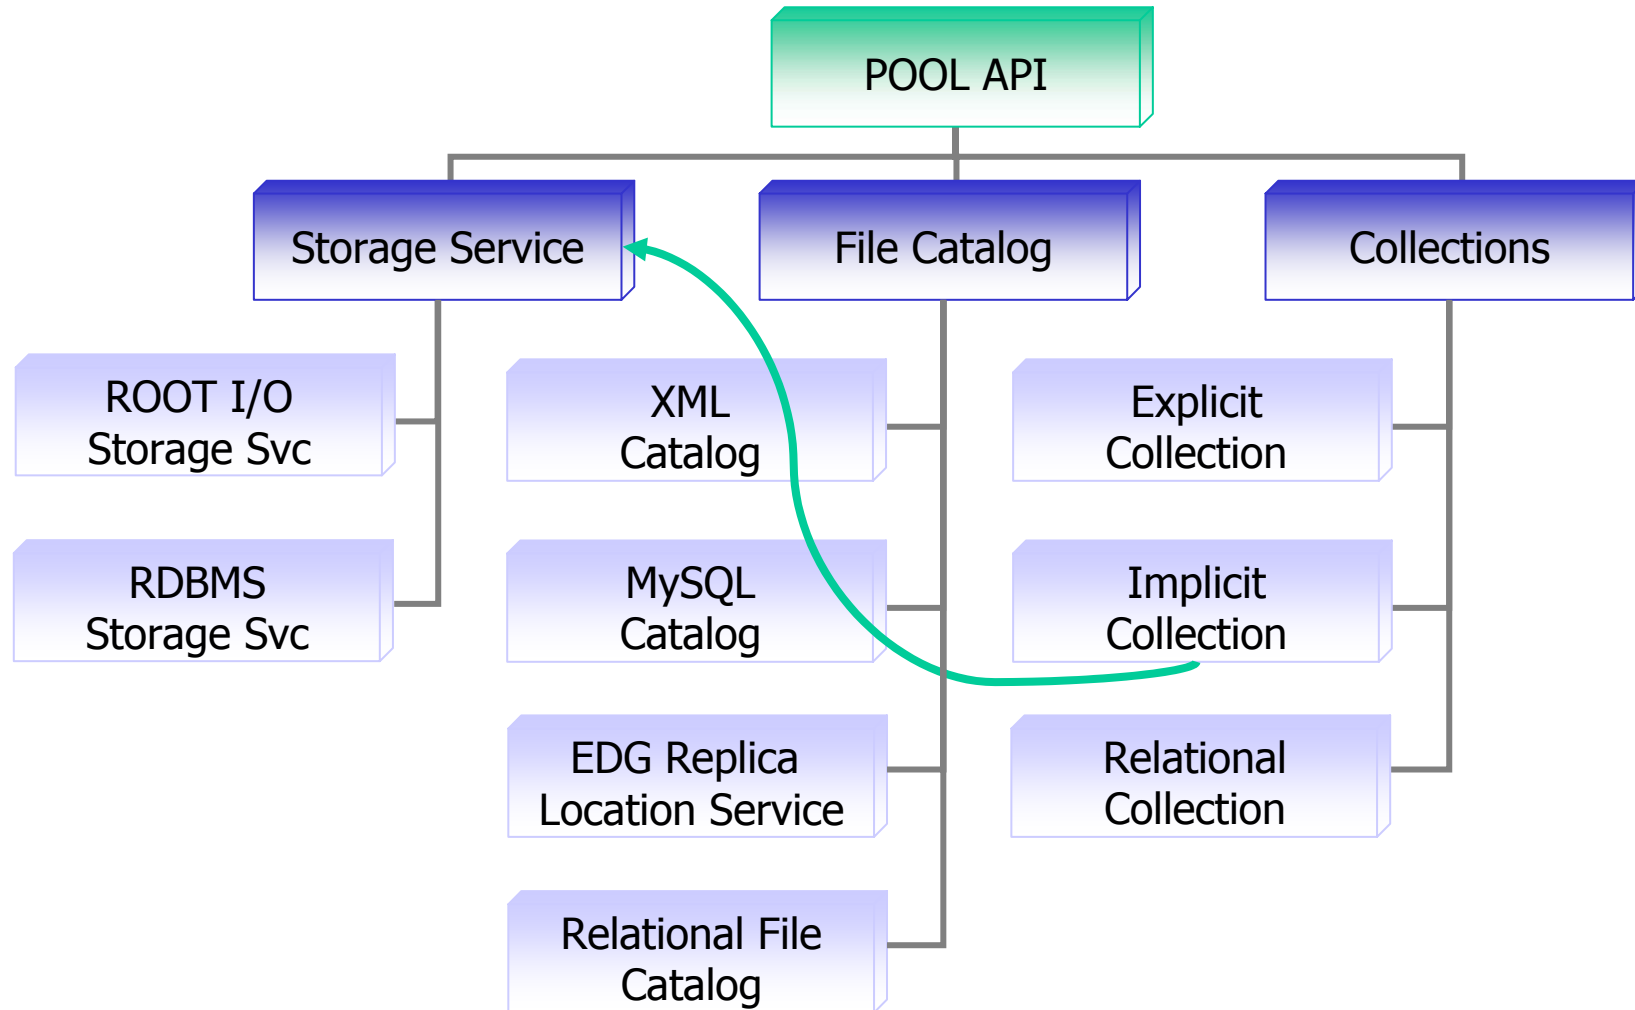 POOL API
Storage Service
File Catalog
Collections
ROOT I/O
Storage Svc
XML
Catalog
Explicit
Collection
RDBMS
Storage Svc
MySQL
Catalog
Implicit
Collection
EDG Replica
Location Service
Relational
Collection
Relational File
Catalog